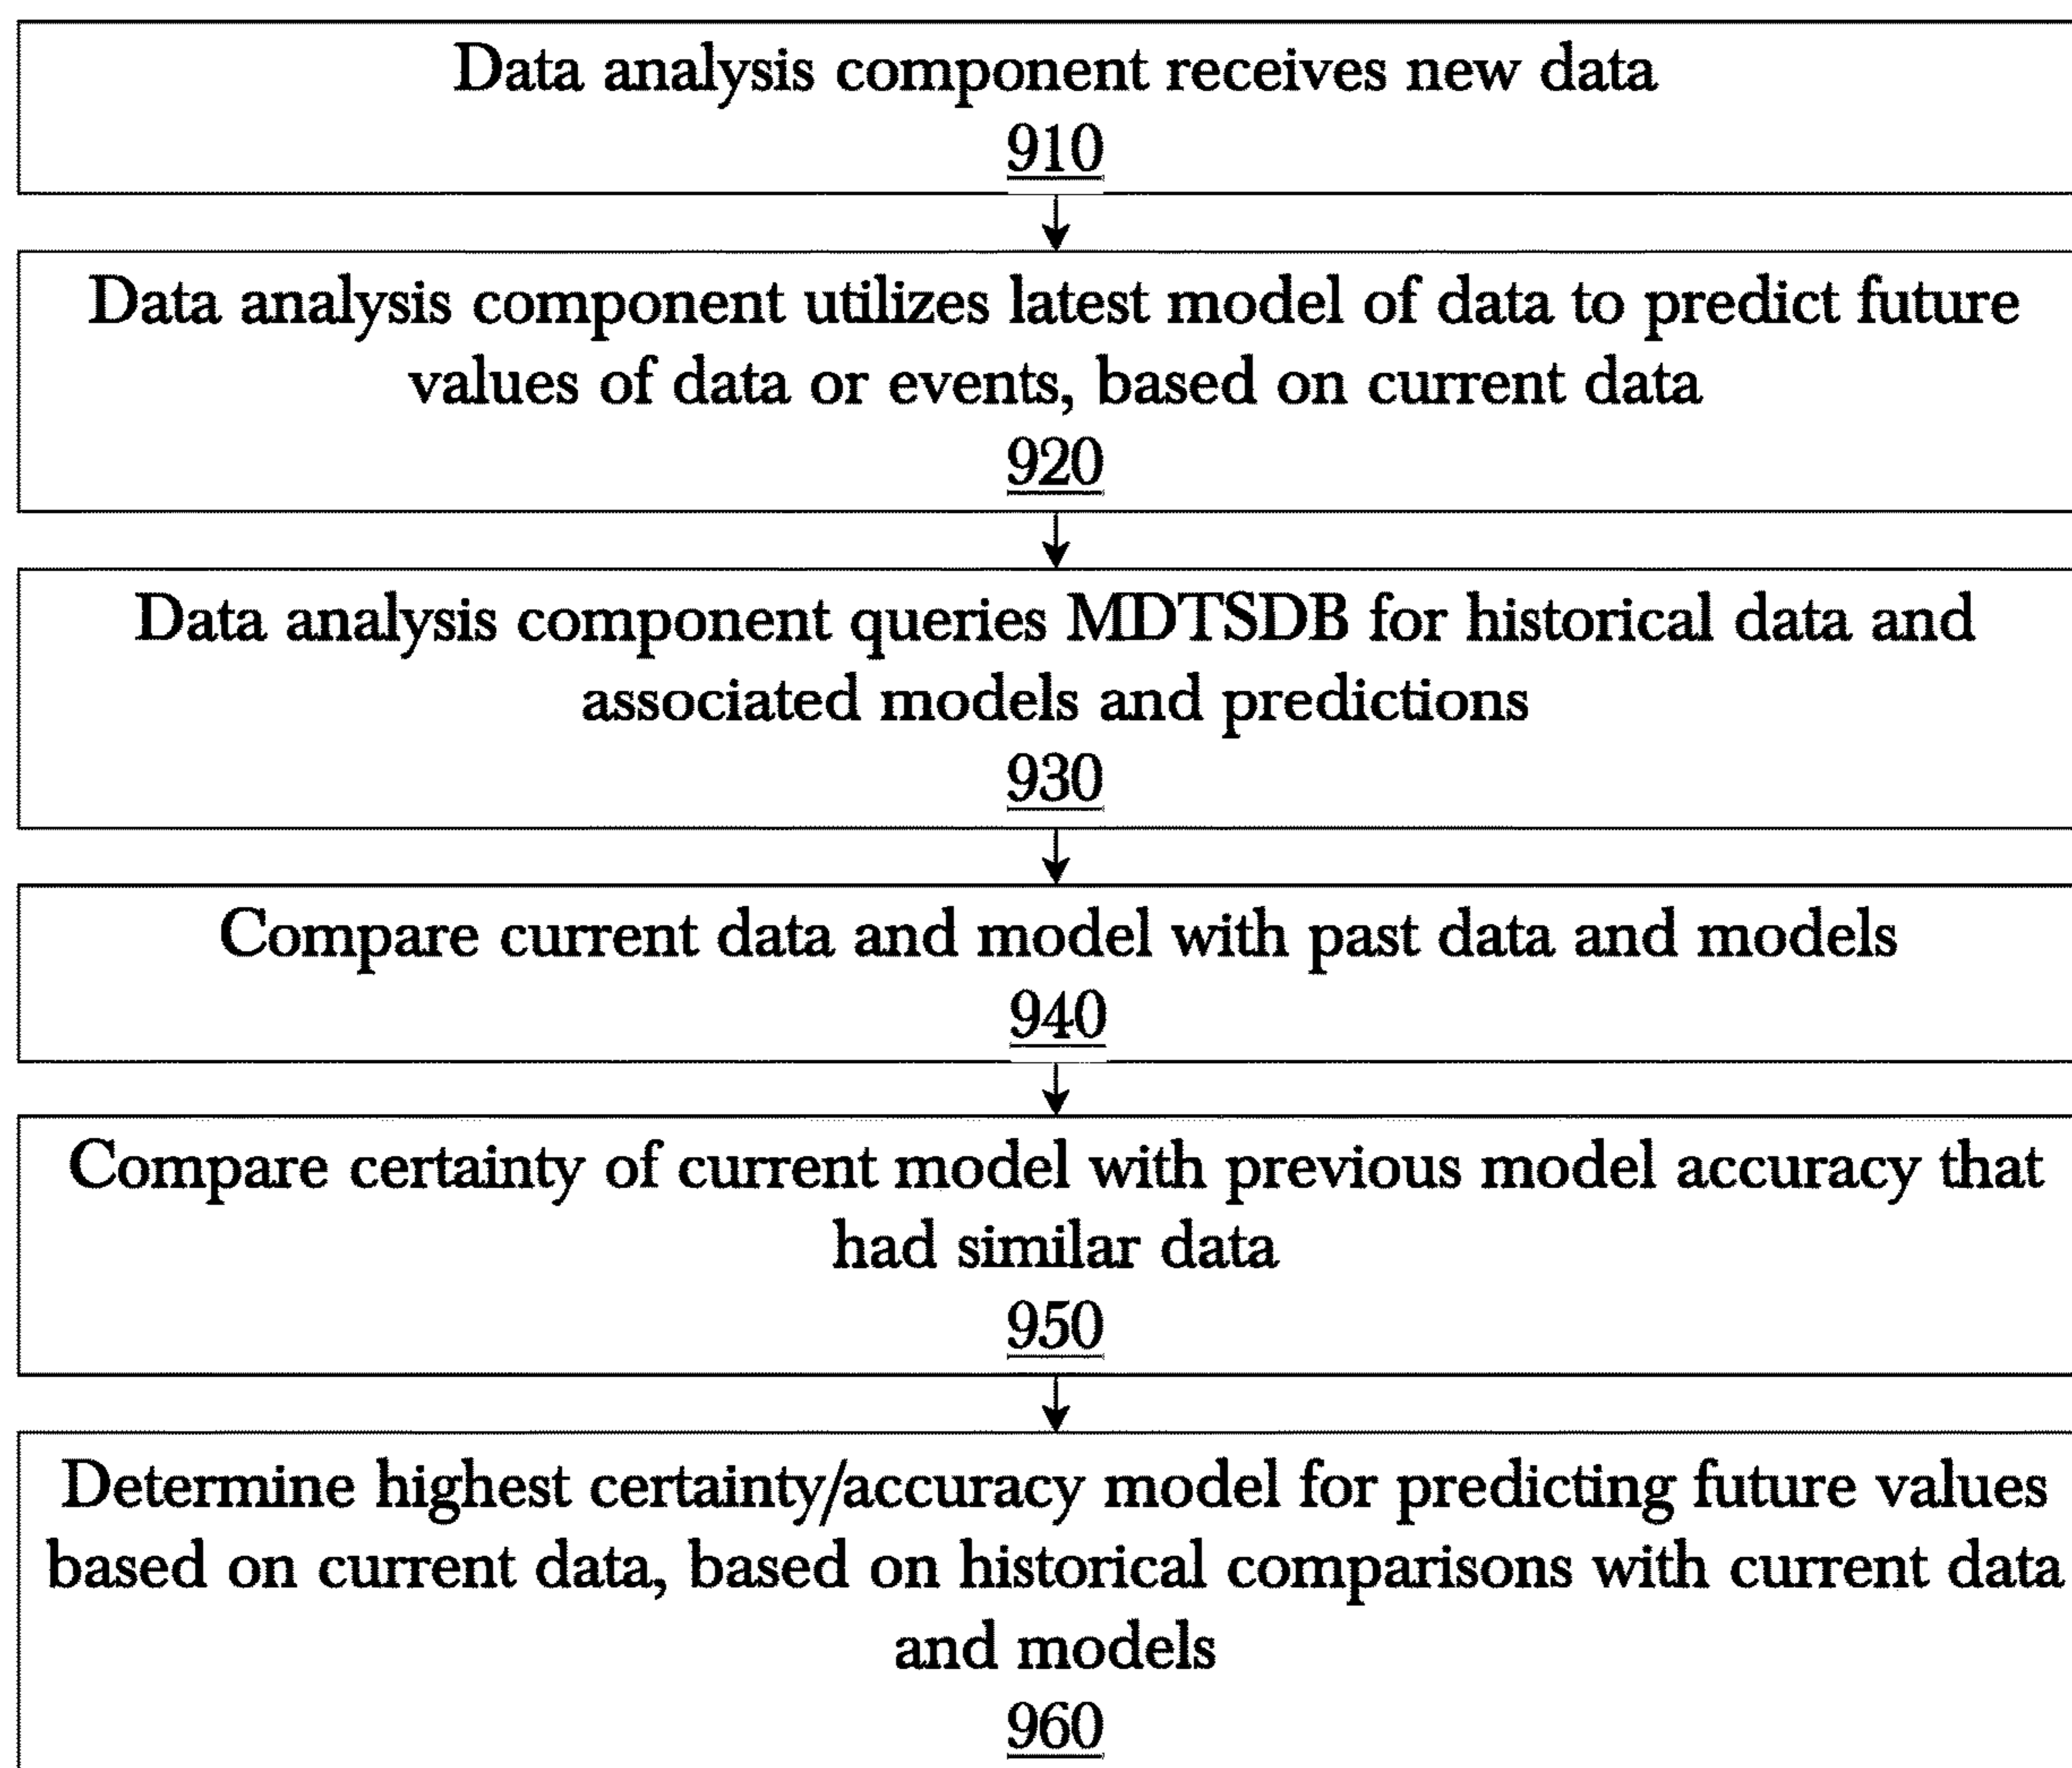 Data analysis component receives new data
910
Data analysis component utilizes latest model of data to predict future
values of data or events, based on current data
920
Data analysis component queries MDTSDB for historical data and
associated models and predictions
930
Compare current data and model with past data and models
940
Compare certainty of current model with previous model accuracy that
had similar data
950
Determine highest certainty/accuracy model for predicting future values
based on current data, based on historical comparisons with current data
and models
960